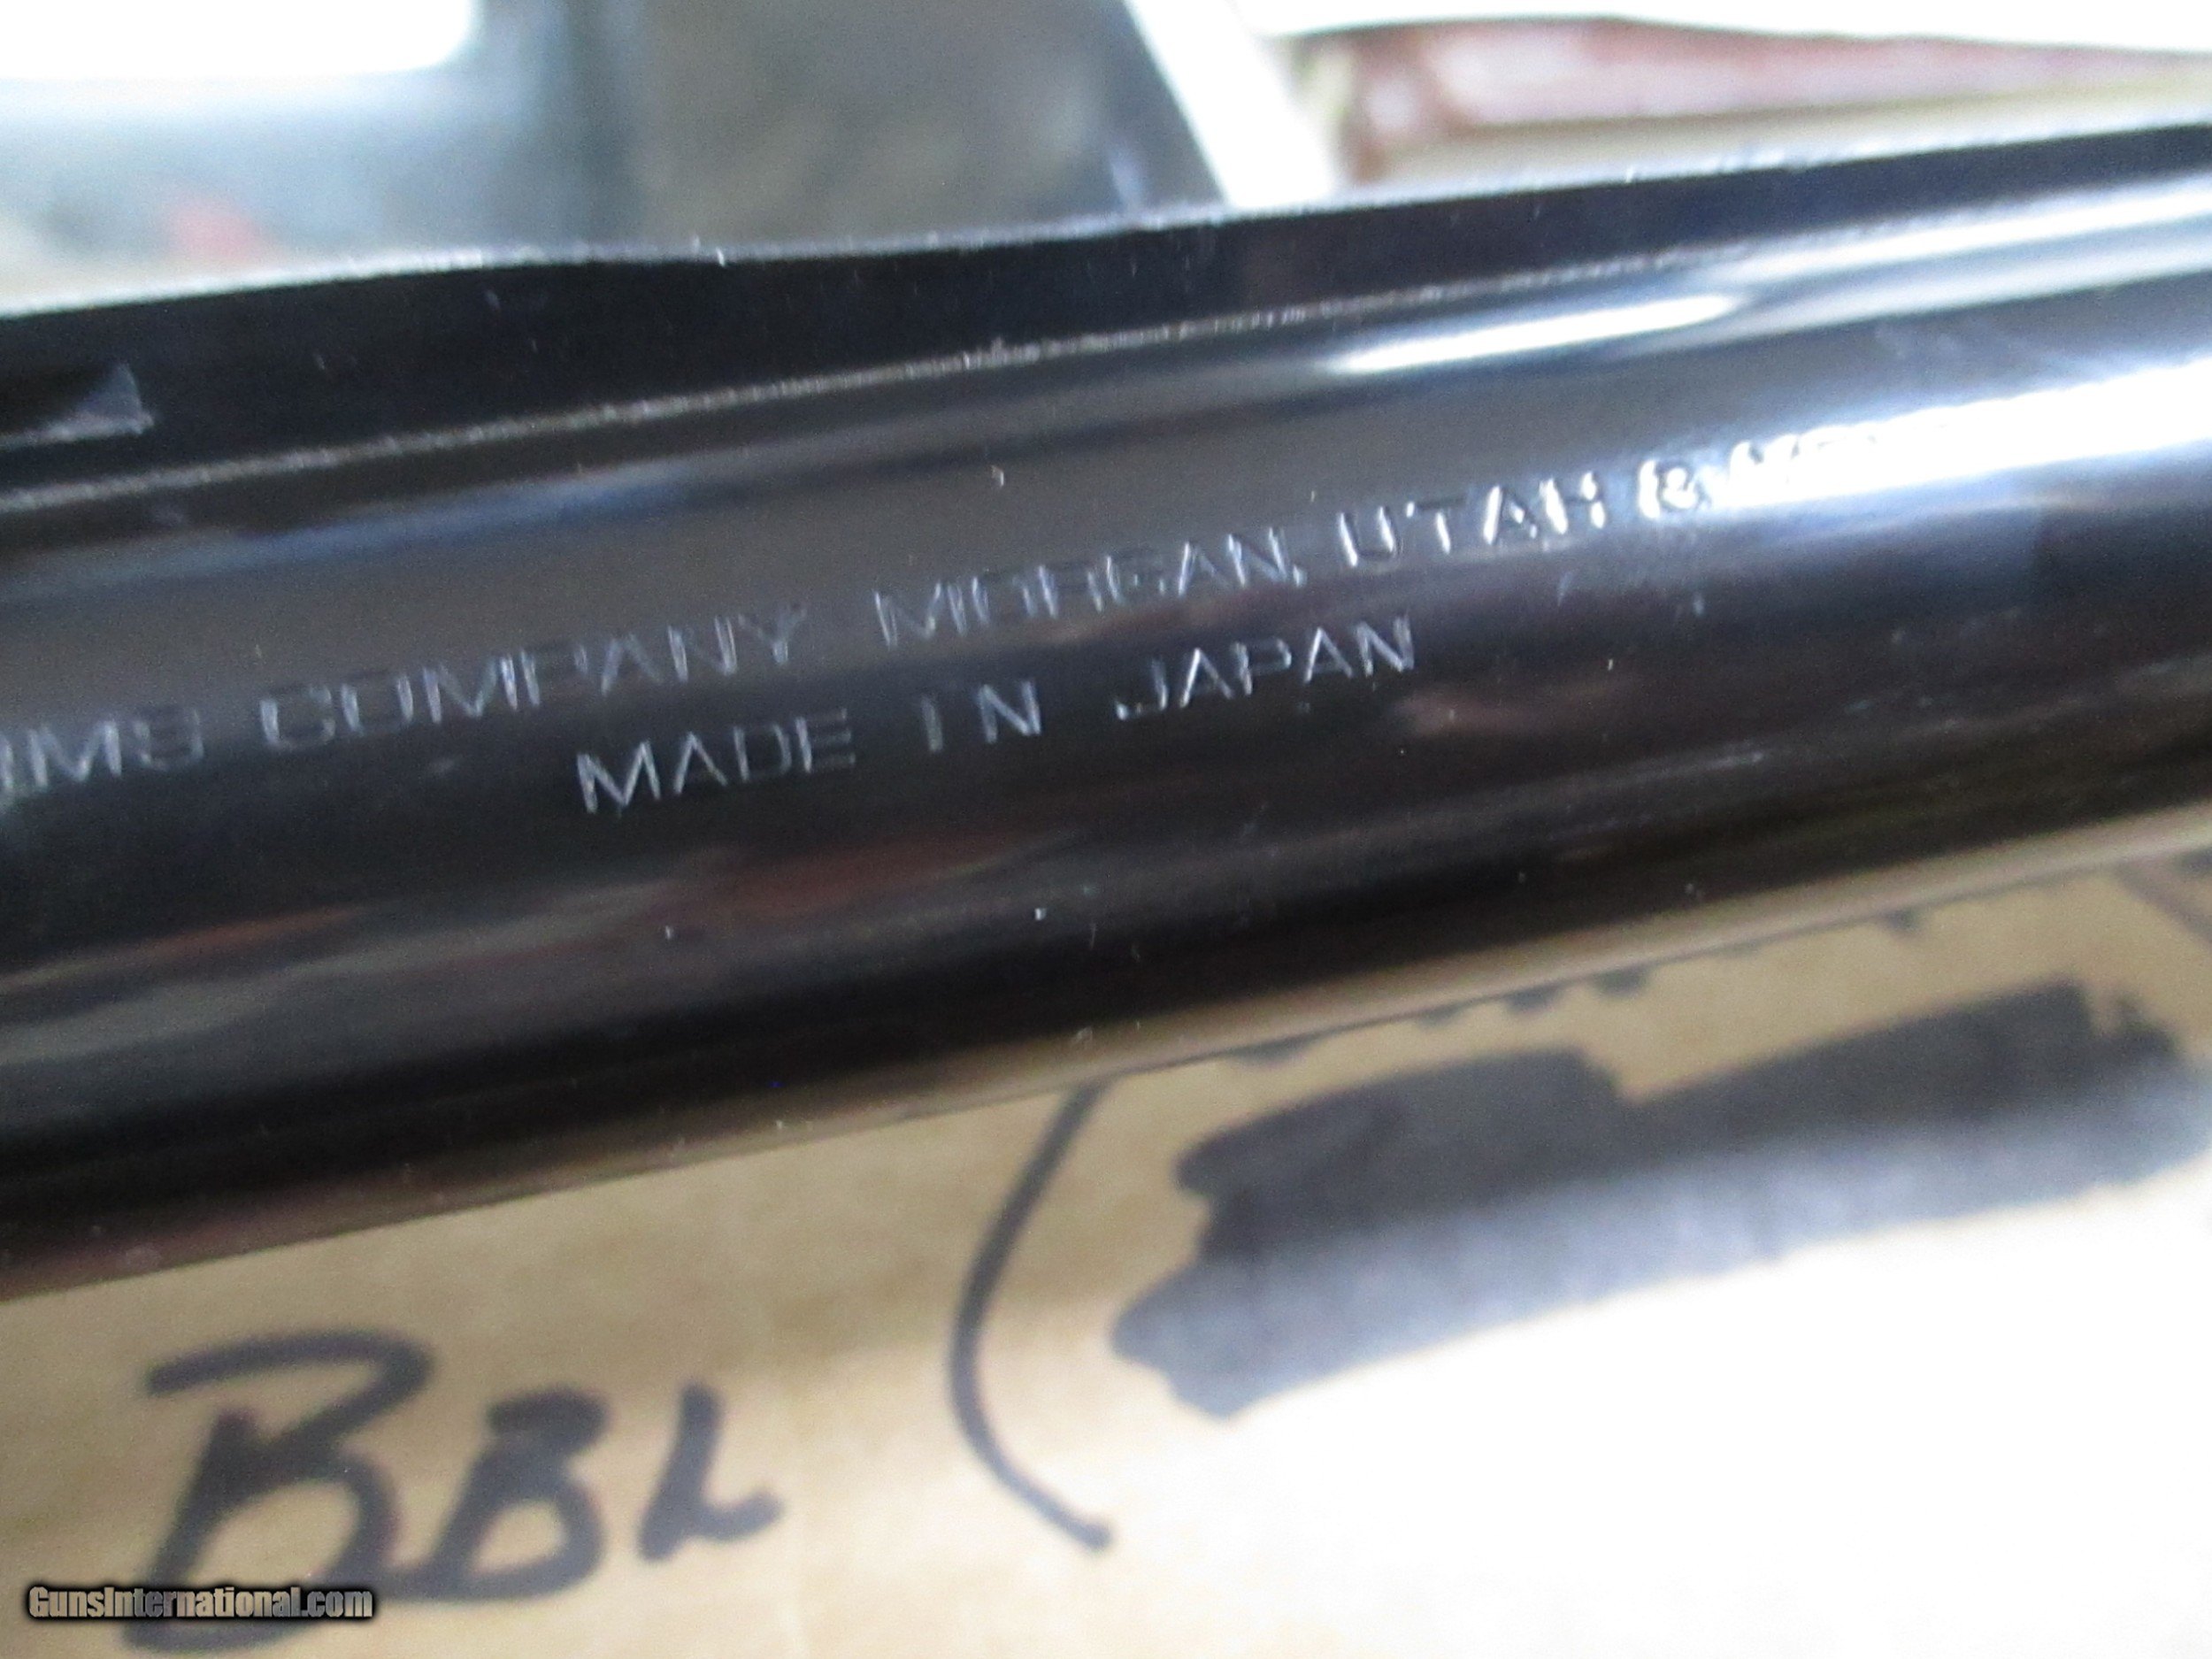 COMPANY MORGAN, UTAH &
MADE IN JAPAN
BBL (
GunsInternational.com